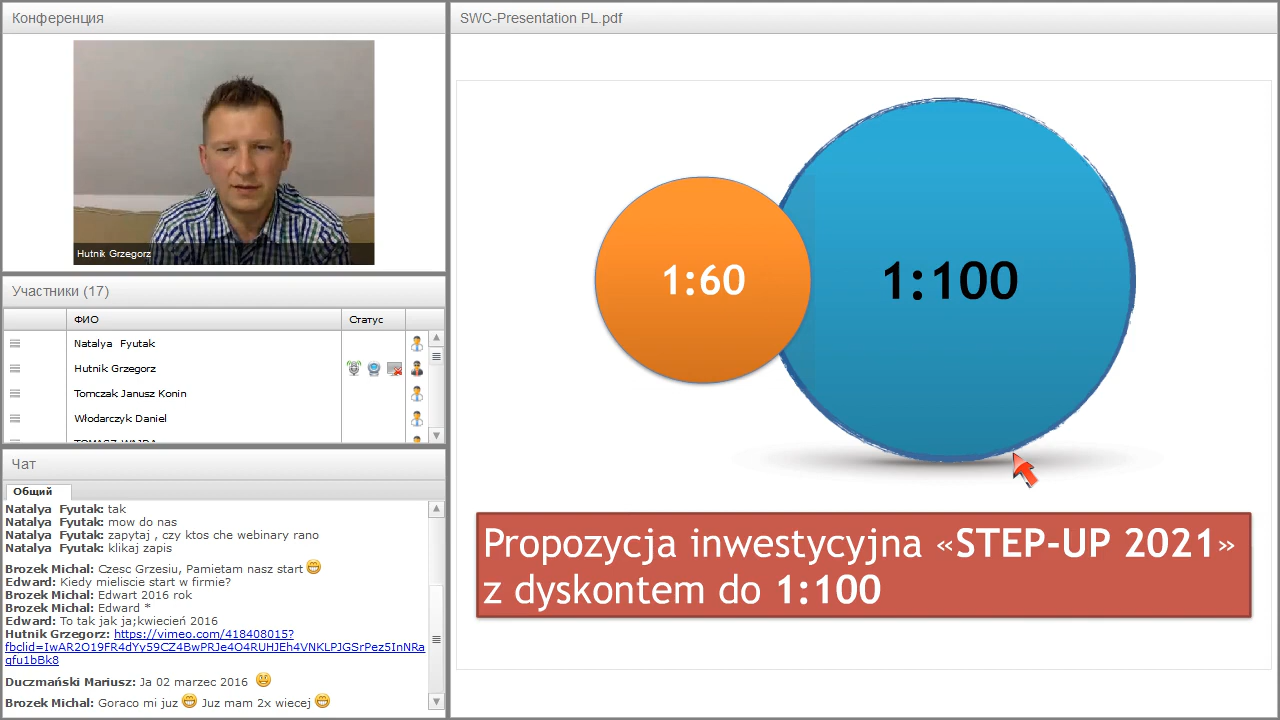 Конференция
Hutnik Grzegorz
Участники (17)
ФИО Статус
Natalya Fyutak
Hutnik Grzegorz
Tomczak Janusz Konin
Włodarczyk Daniel
TOMASZ WAJDA
Чат
Общий
Natalya Fyutak: tak
Natalya Fyutak: mow do nas
Natalya Fyutak: zapytaj , czy ktos che webinary rano
Natalya Fyutak: klikaj zapis
Brozek Michal: Czesc Grzesiu, Pamietam nasz start
Edward: Kiedy mieliscie start w firmie?
Brozek Michal: Edwart 2016 rok
Brozek Michal: Edward *
Edward: To tak jak ja;kwiecień 2016
Hutnik Grzegorz: https://vimeo.com/418408015?
fbclid=IwAR2O19FR4dYy59CZ4BwPRJe4O4RUHJEh4VNKLPJGSrPez5InNRa
qfu1bBk8
Duczmański Mariusz: Ja 02 marzec 2016
Brozek Michal: Goraco mi juz Juz mam 2x wiecej
SWC-Presentation PL.pdf
1:60
1:100
Propozycja inwestycyjna «STEP-UP 2021»
z dyskontem do 1:100